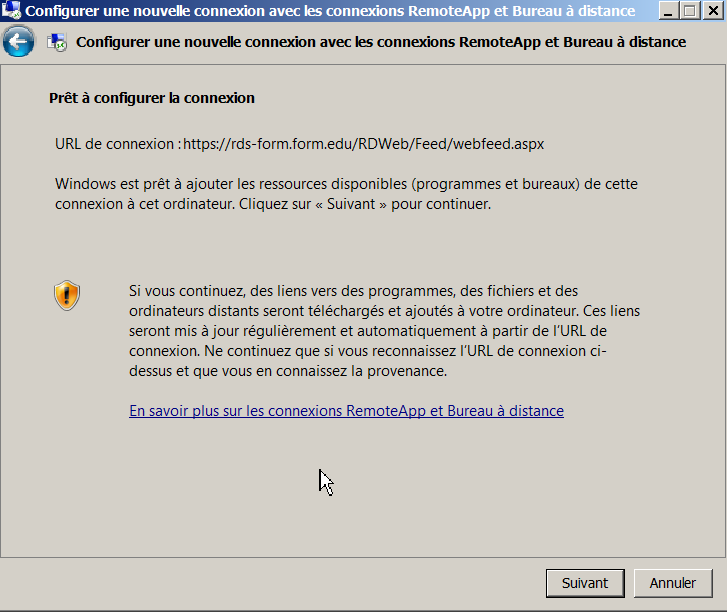 Configurer une nouvelle connexion avec les connexions RemoteApp et Bureau à distance
Configurer une nouvelle connexion avec les connexions RemoteApp et Bureau à distance
Prêt à configurer la connexion
URL de connexion : https://rds-form.form.edu/RDWeb/Feed/webfeed.aspx
Windows est prêt à ajouter les ressources disponibles (programmes et bureaux) de cette
connexion à cet ordinateur. Cliquez sur « Suivant » pour continuer.
Si vous continuez, des liens vers des programmes, des fichiers et des
ordinateurs distants seront téléchargés et ajoutés à votre ordinateur. Ces liens
seront mis à jour régulièrement et automatiquement à partir de l'URL de
connexion. Ne continuez que si vous reconnaissez l'URL de connexion ci-
dessus et que vous en connaissez la provenance.
En savoir plus sur les connexions RemoteApp et Bureau à distance
Suivant Annuler